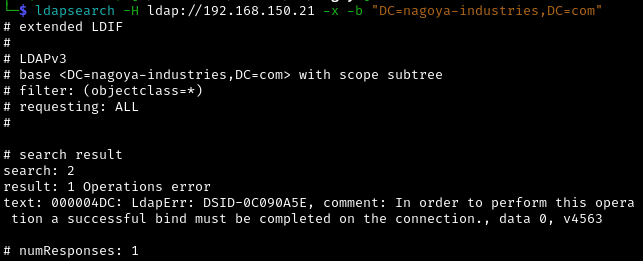 └─$ ldapsearch -H ldap://192.168.150.21 -x -b "DC=nagoya-industries,DC=com"
# extended LDIF
#
# LDAPv3
# base <DC=nagoya-industries,DC=com> with scope subtree
# filter: (objectclass=*)
# requesting: ALL
#
# search result
search: 2
result: 1 Operations error
text: 000004DC: LdapErr: DSID-0C090A5E, comment: In order to perform this opera
tion a successful bind must be completed on the connection., data 0, v4563
# numResponses: 1